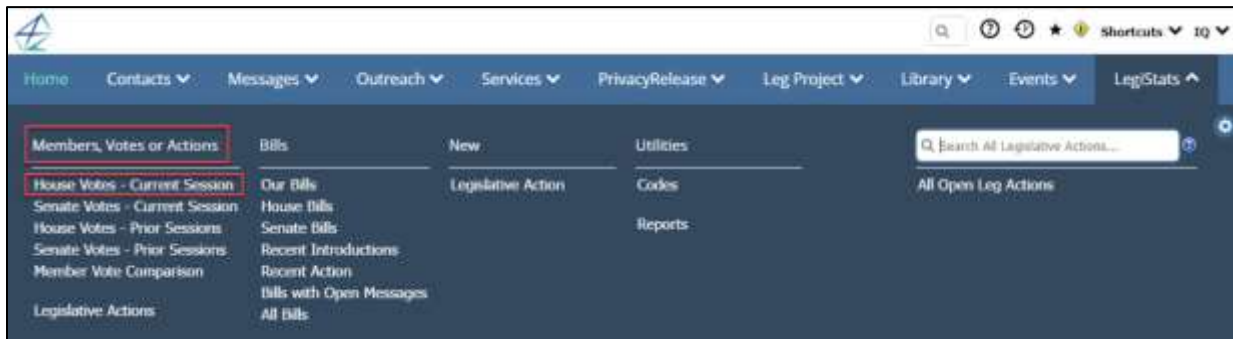 Shortcuts IQ
Home Contacts Messages Outreach Services PrivacyRelease Leg Project Library Events LegiStats
Members, Votes or Actions Bills New Utilities Search All Legislative Actions...
House Votes - Current Session Our Bills Legislative Action Codes All Open Leg Actions
Senate Votes - Current Session House Bills
House Votes - Prior Sessions Senate Bills Reports
Senate Votes - Prior Sessions Recent Introductions
Member Vote Comparison Recent Action
Bills with Open Messages
Legislative Actions All Bills